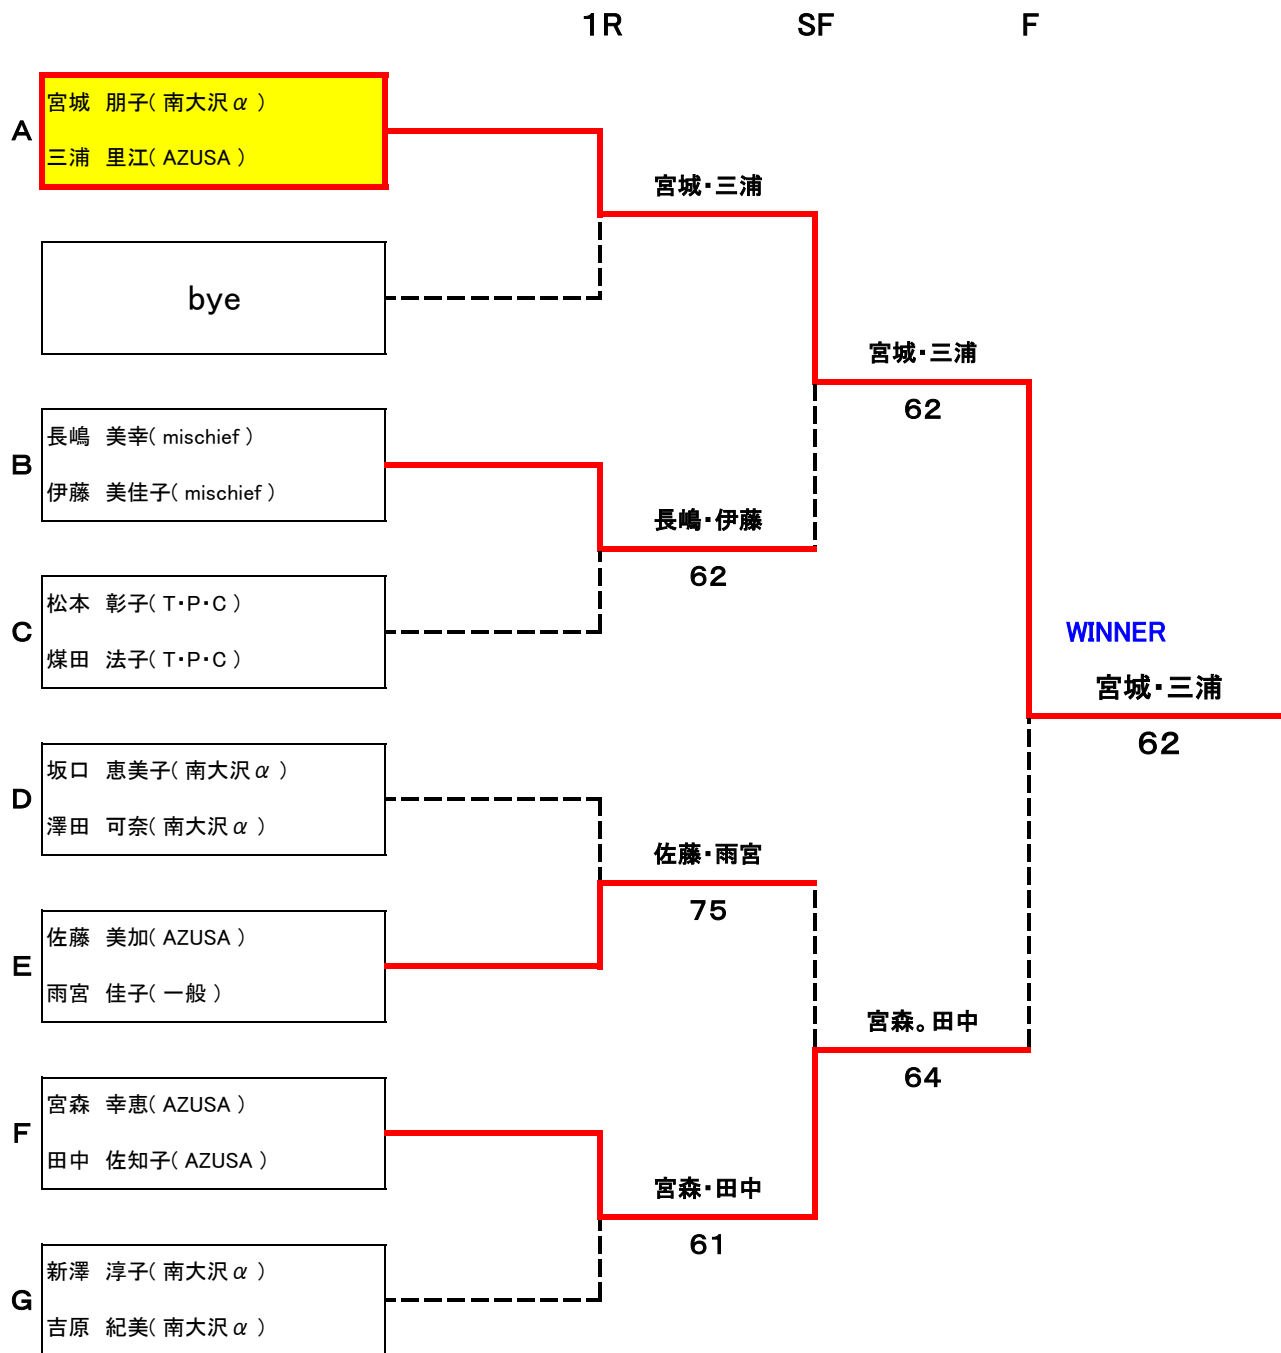 1R SF F
A
宮城 朋子( 南大沢α )
三浦 里江( AZUSA )
宮城・三浦
bye
宮城・三浦
62
B
長嶋 美幸( mischief )
伊藤 美佳子( mischief )
長嶋・伊藤
62
C
松本 彰子( T・P・C )
煤田 法子( T・P・C )
WINNER
宮城・三浦
62
D
坂口 恵美子( 南大沢α )
澤田 可奈( 南大沢α )
佐藤・雨宮
75
E
佐藤 美加( AZUSA )
雨宮 佳子( 一般 )
宮森。田中
64
F
宮森 幸恵( AZUSA )
田中 佐知子( AZUSA )
宮森・田中
61
G
新澤 淳子( 南大沢α )
吉原 紀美( 南大沢α )